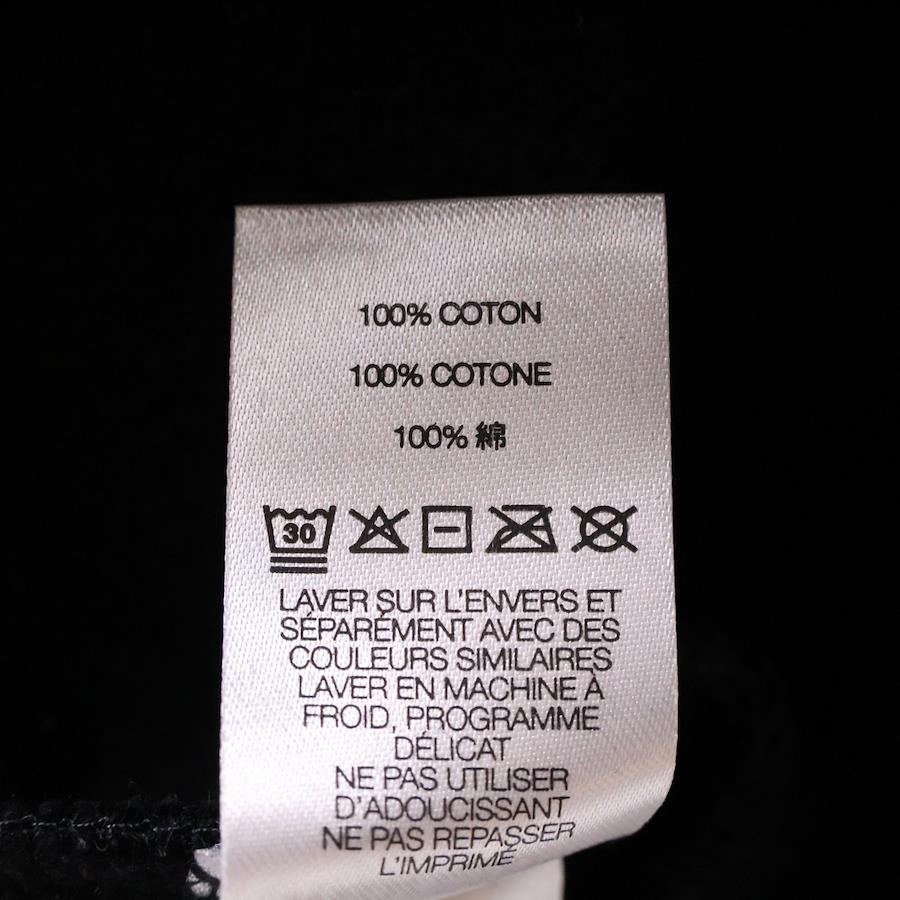 100% COTON
100% COTONE
100% 綿
30
LAVER SUR L'ENVERS ET
SÉPARÉMENT AVEC DES
COULEURS SIMILAIRES
LAVER EN MACHINE À
FROID, PROGRAMME
DÉLICAT
NE PAS UTILISER
D'ADOUCISSANT
NE PAS REPASSER
L'IMPRIMÉ